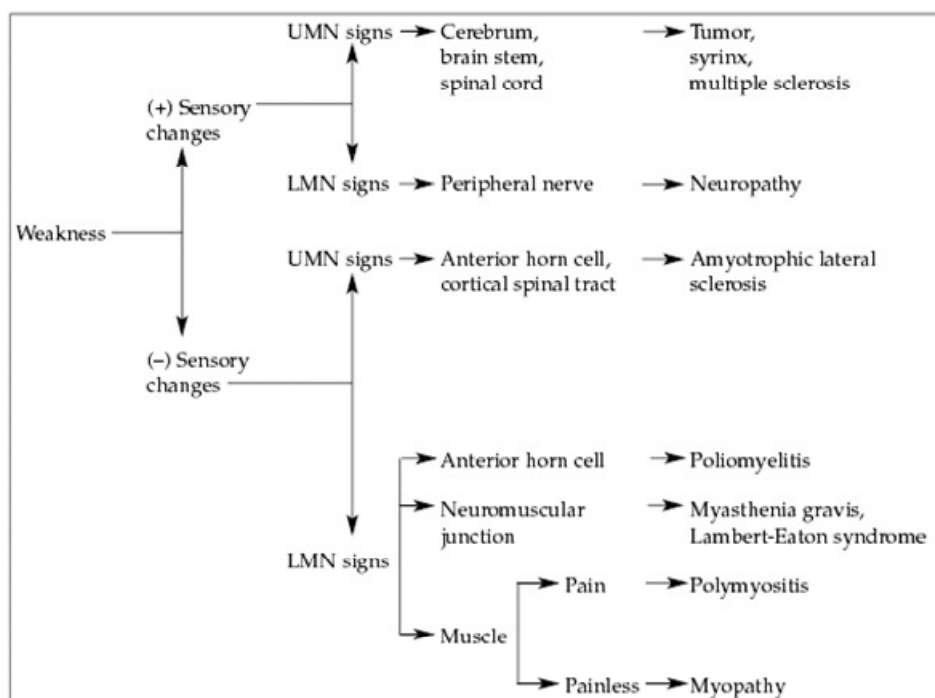 UMN signs
Cerebrum,
brain stem,
spinal cord
Tumor,
syrinx,
multiple sclerosis
(+) Sensory
changes
LMN signs
Peripheral nerve
Neuropathy
Weakness
UMN signs
Anterior horn cell,
cortical spinal tract
Amyotrophic lateral
sclerosis
(–) Sensory
changes
Anterior horn cell
Poliomyelitis
Neuromuscular
junction
Myasthenia gravis,
Lambert-Eaton syndrome
LMN signs
Pain
Polymyositis
Muscle
Painless
Myopathy